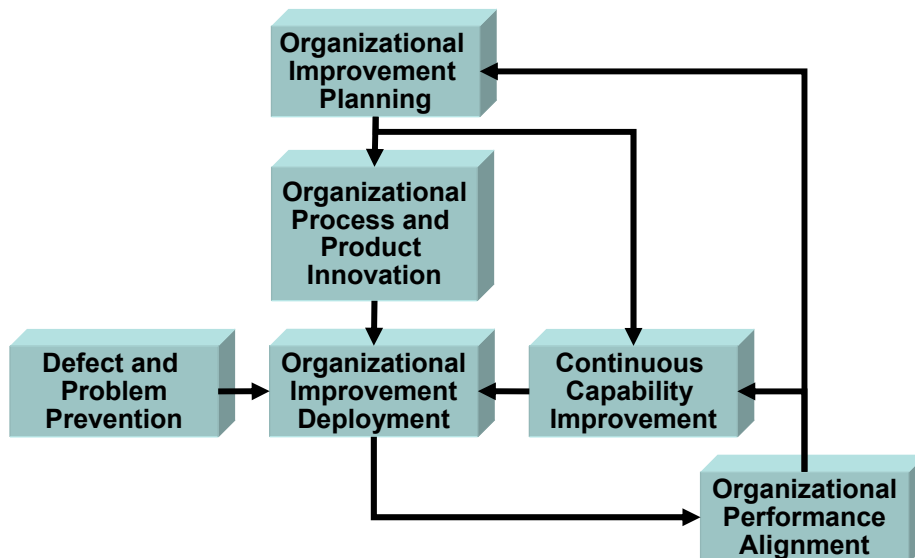 Organizational
Improvement
Planning
Organizational
Process and
Product
Innovation
Defect and
Problem
Prevention
Organizational
Improvement
Deployment
Continuous
Capability
Improvement
Organizational
Performance
Alignment